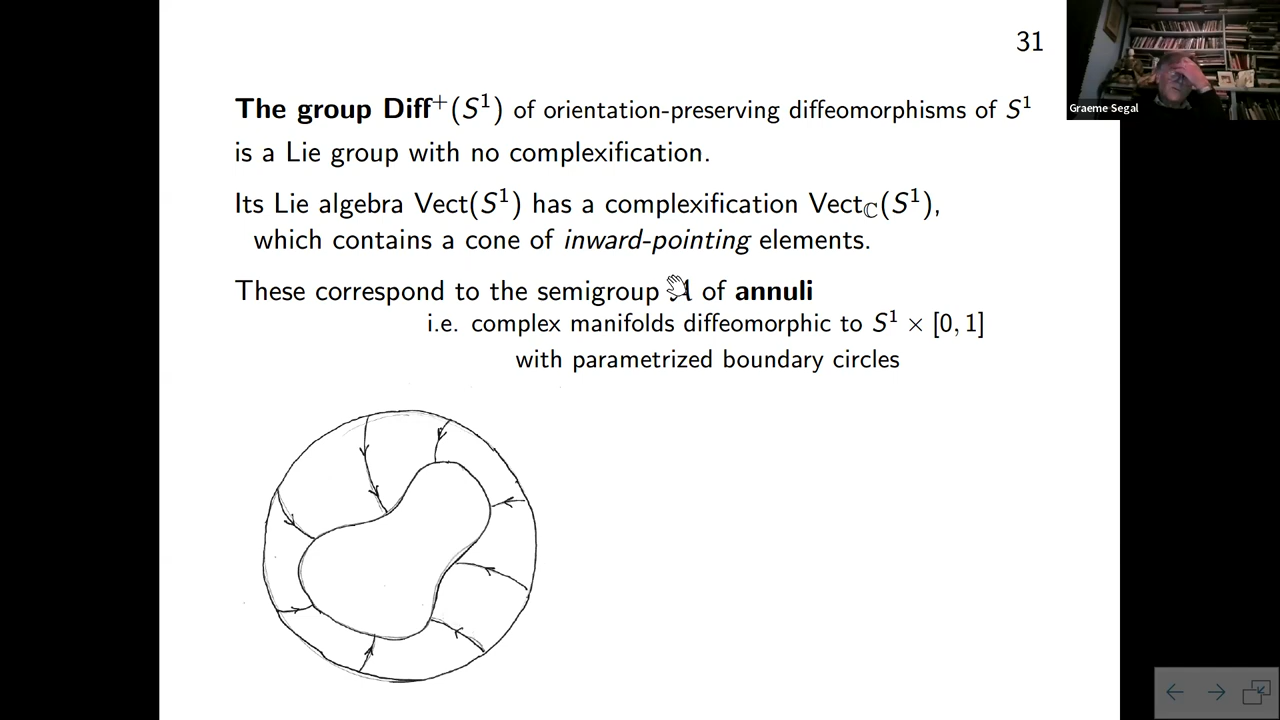 31
The group Diff⁺(S¹) of orientation-preserving diffeomorphisms of S¹
is a Lie group with no complexification.
Its Lie algebra Vect(S¹) has a complexification Vect_ℂ(S¹),
which contains a cone of inward-pointing elements.
These correspond to the semigroup of annuli
i.e. complex manifolds diffeomorphic to S¹ × [0, 1]
with parametrized boundary circles
Graeme Segal